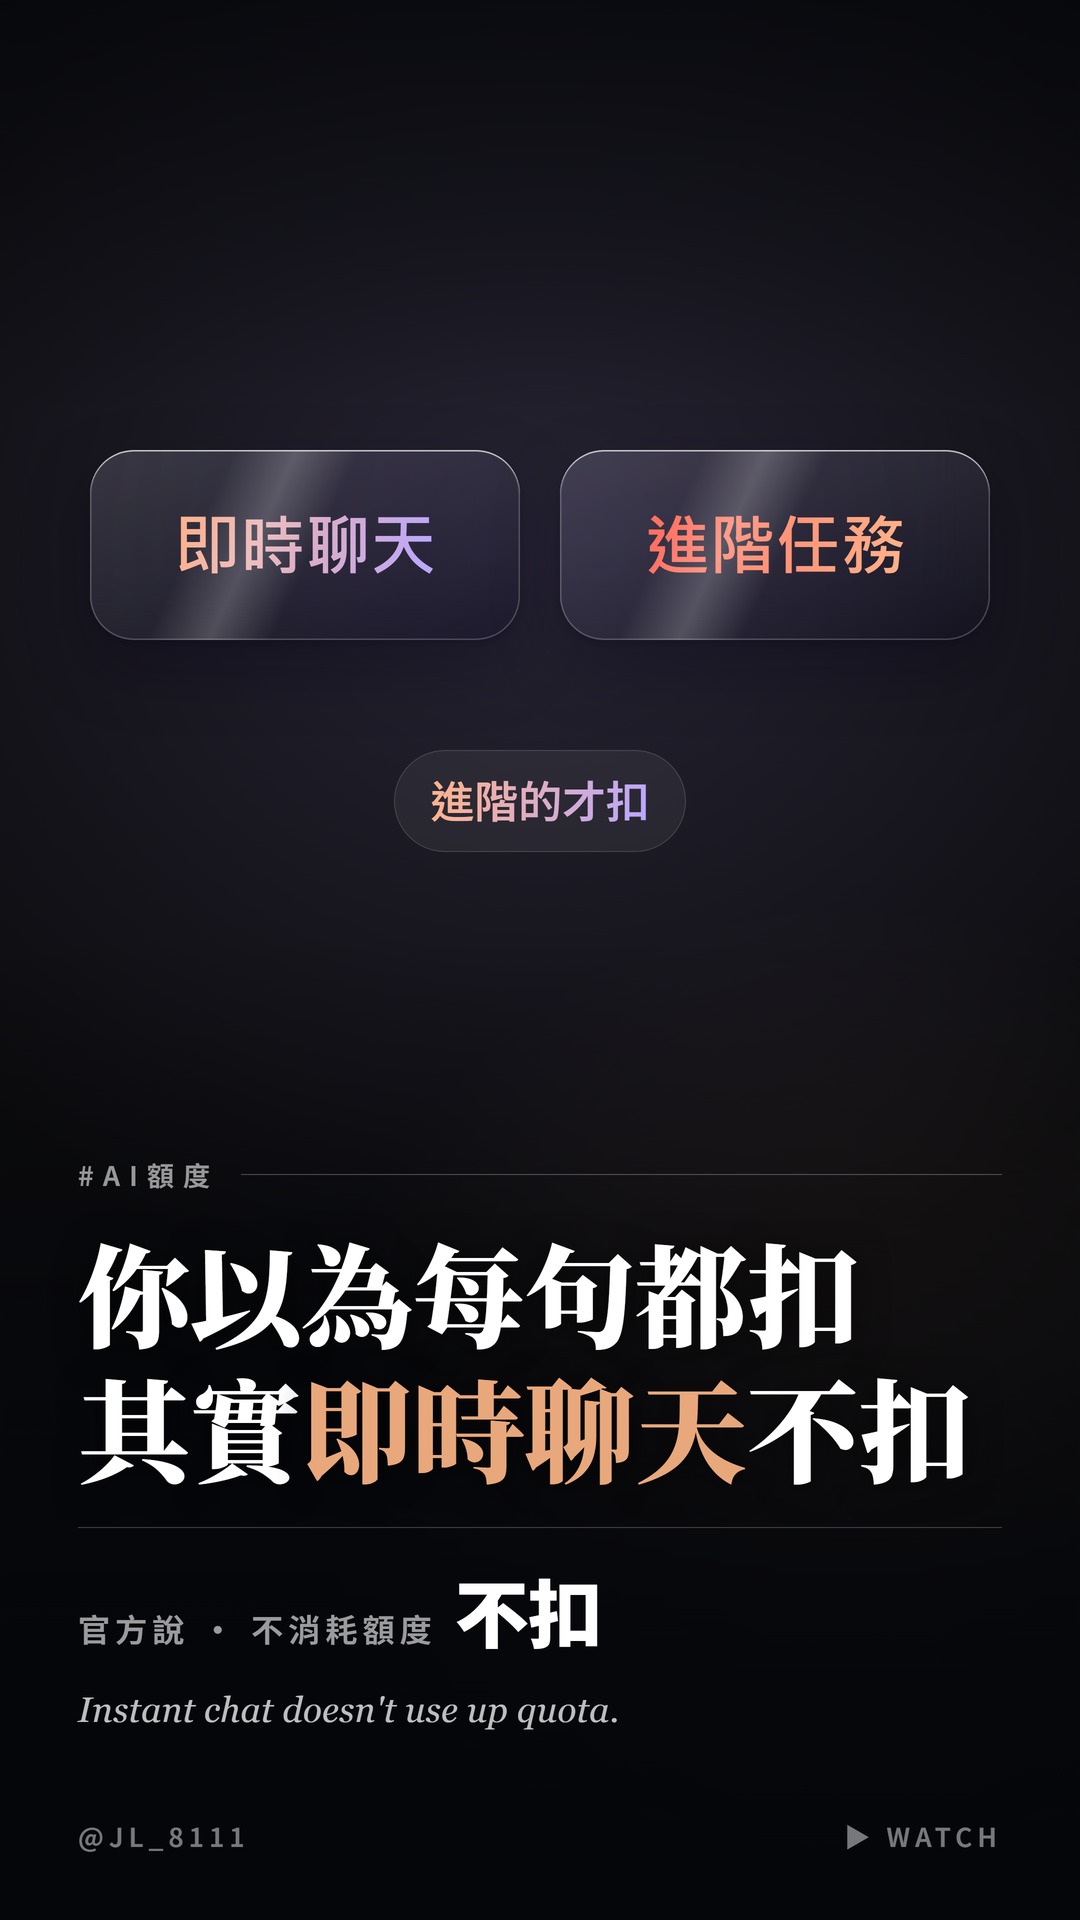 即時聊天 進階任務
進階的才扣
#AI額度
你以為每句都扣
其實即時聊天不扣
官方說 · 不消耗額度 不扣
Instant chat doesn't use up quota.
@JL_8111 ▶ WATCH